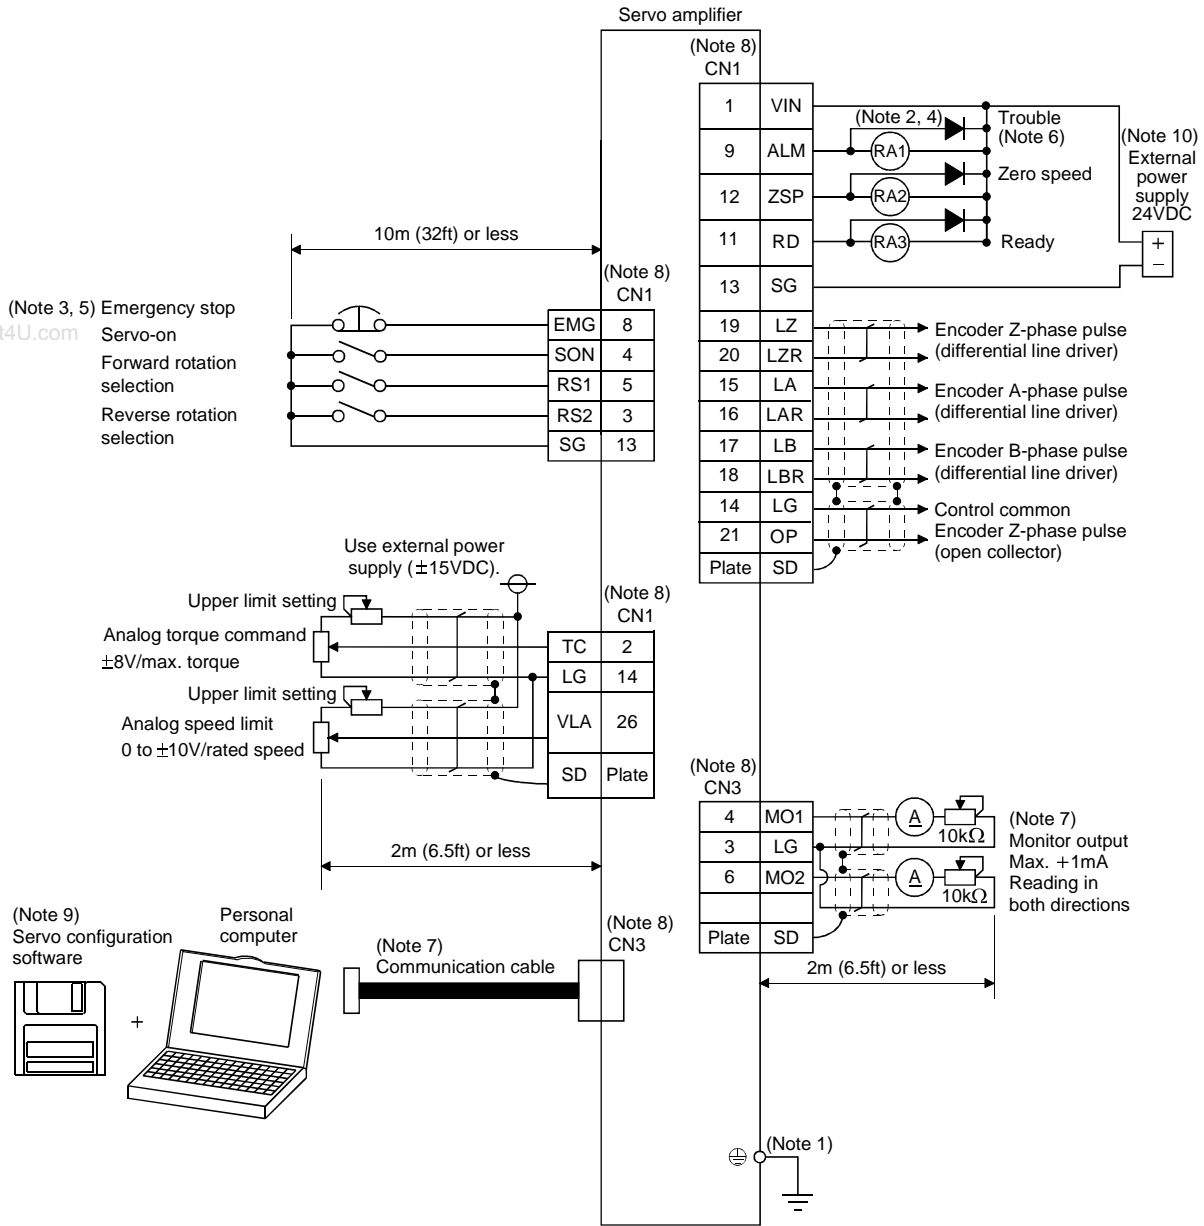 Servo amplifier
(Note 8)
CN1
1 VIN
9 ALM
12 ZSP
11 RD
13 SG
19 LZ
20 LZR
15 LA
16 LAR
17 LB
18 LBR
14 LG
21 OP
Plate SD
(Note 2, 4)
RA1
RA2
RA3
Trouble
(Note 6)
Zero speed
Ready
(Note 10)
External
power
supply
24VDC
+
−
Encoder Z-phase pulse
(differential line driver)
Encoder A-phase pulse
(differential line driver)
Encoder B-phase pulse
(differential line driver)
Control common
Encoder Z-phase pulse
(open collector)
10m (32ft) or less
(Note 8)
CN1
(Note 3, 5) Emergency stop
t4U.com
Servo-on
Forward rotation
selection
Reverse rotation
selection
EMG 8
SON 4
RS1 5
RS2 3
SG 13
Use external power
supply (±15VDC).
Upper limit setting
Analog torque command
±8V/max. torque
Upper limit setting
Analog speed limit
0 to ±10V/rated speed
(Note 8)
CN1
TC 2
LG 14
VLA 26
SD Plate
2m (6.5ft) or less
(Note 8)
CN3
4 MO1
3 LG
6 MO2
Plate SD
A
10kΩ
A
10kΩ
(Note 7)
Monitor output
Max. +1mA
Reading in
both directions
2m (6.5ft) or less
(Note 9)
Servo configuration
software
+
Personal
computer
(Note 7)
Communication cable
(Note 8)
CN3
(Note 1)